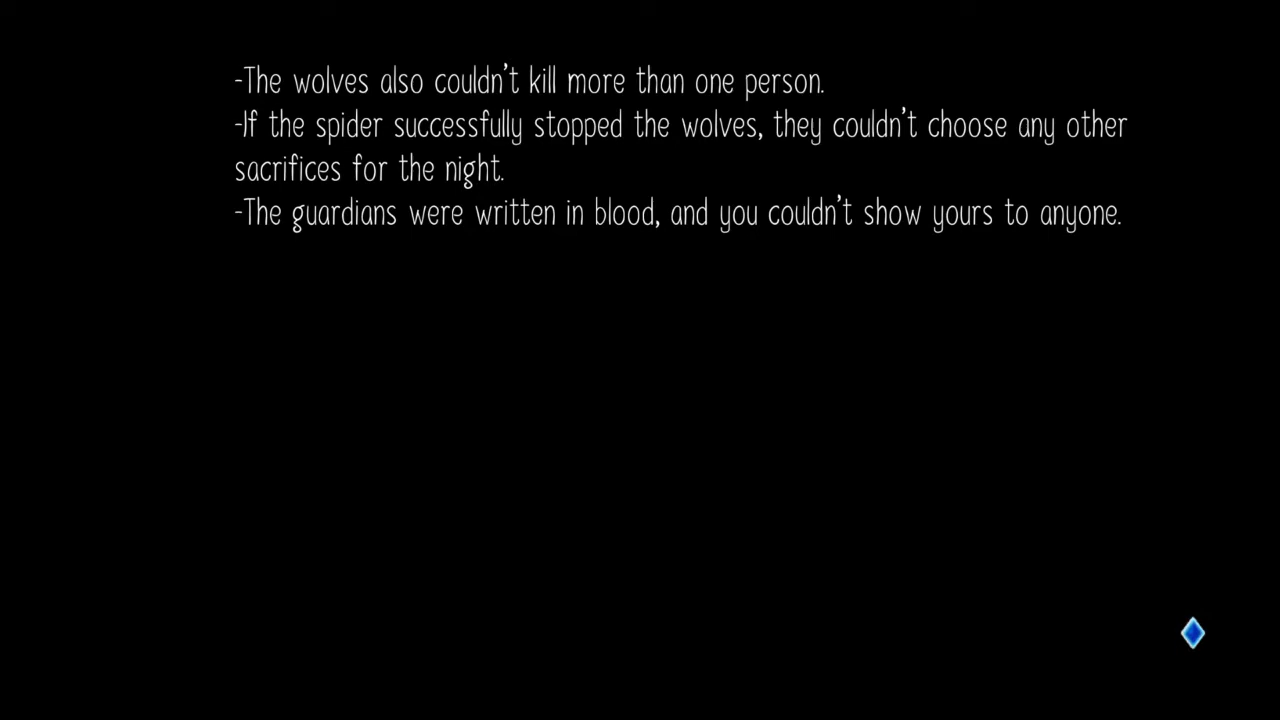 -The wolves also couldn't kill more than one person.
-If the spider successfully stopped the wolves, they couldn't choose any other
sacrifices for the night.
-The guardians were written in blood, and you couldn't show yours to anyone.